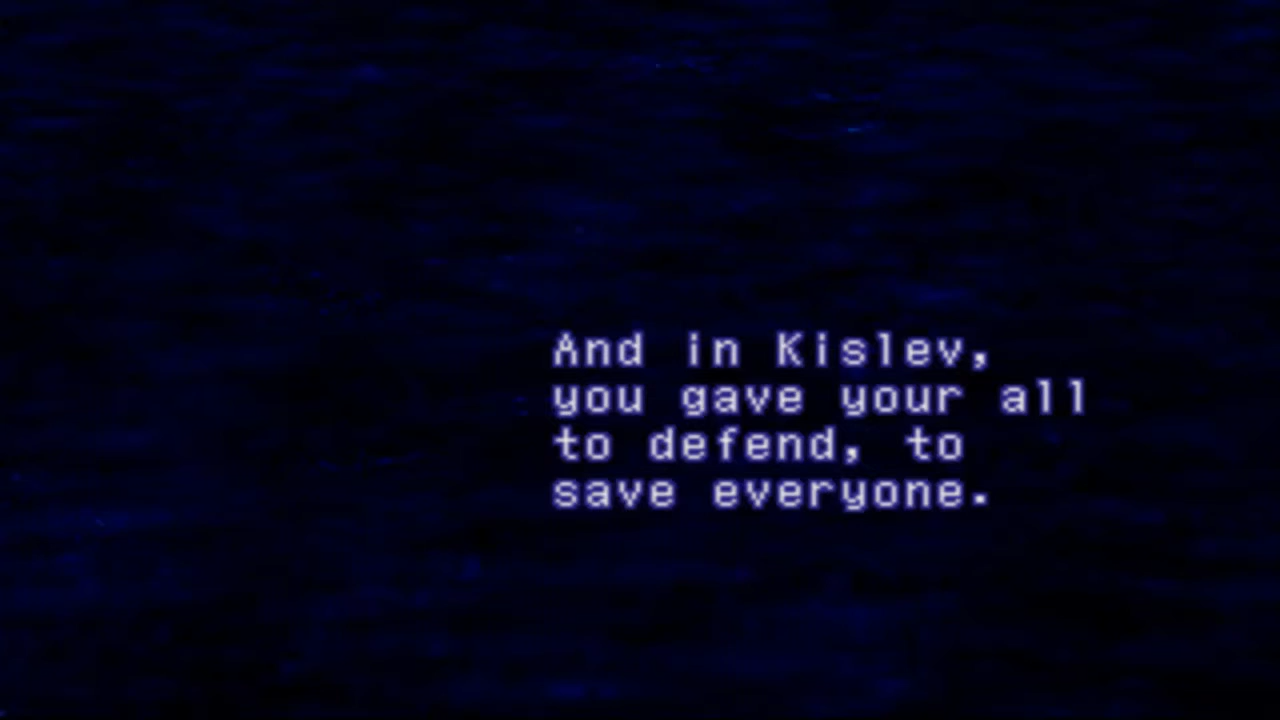 And in Kislev,
you gave your all
to defend, to
save everyone.